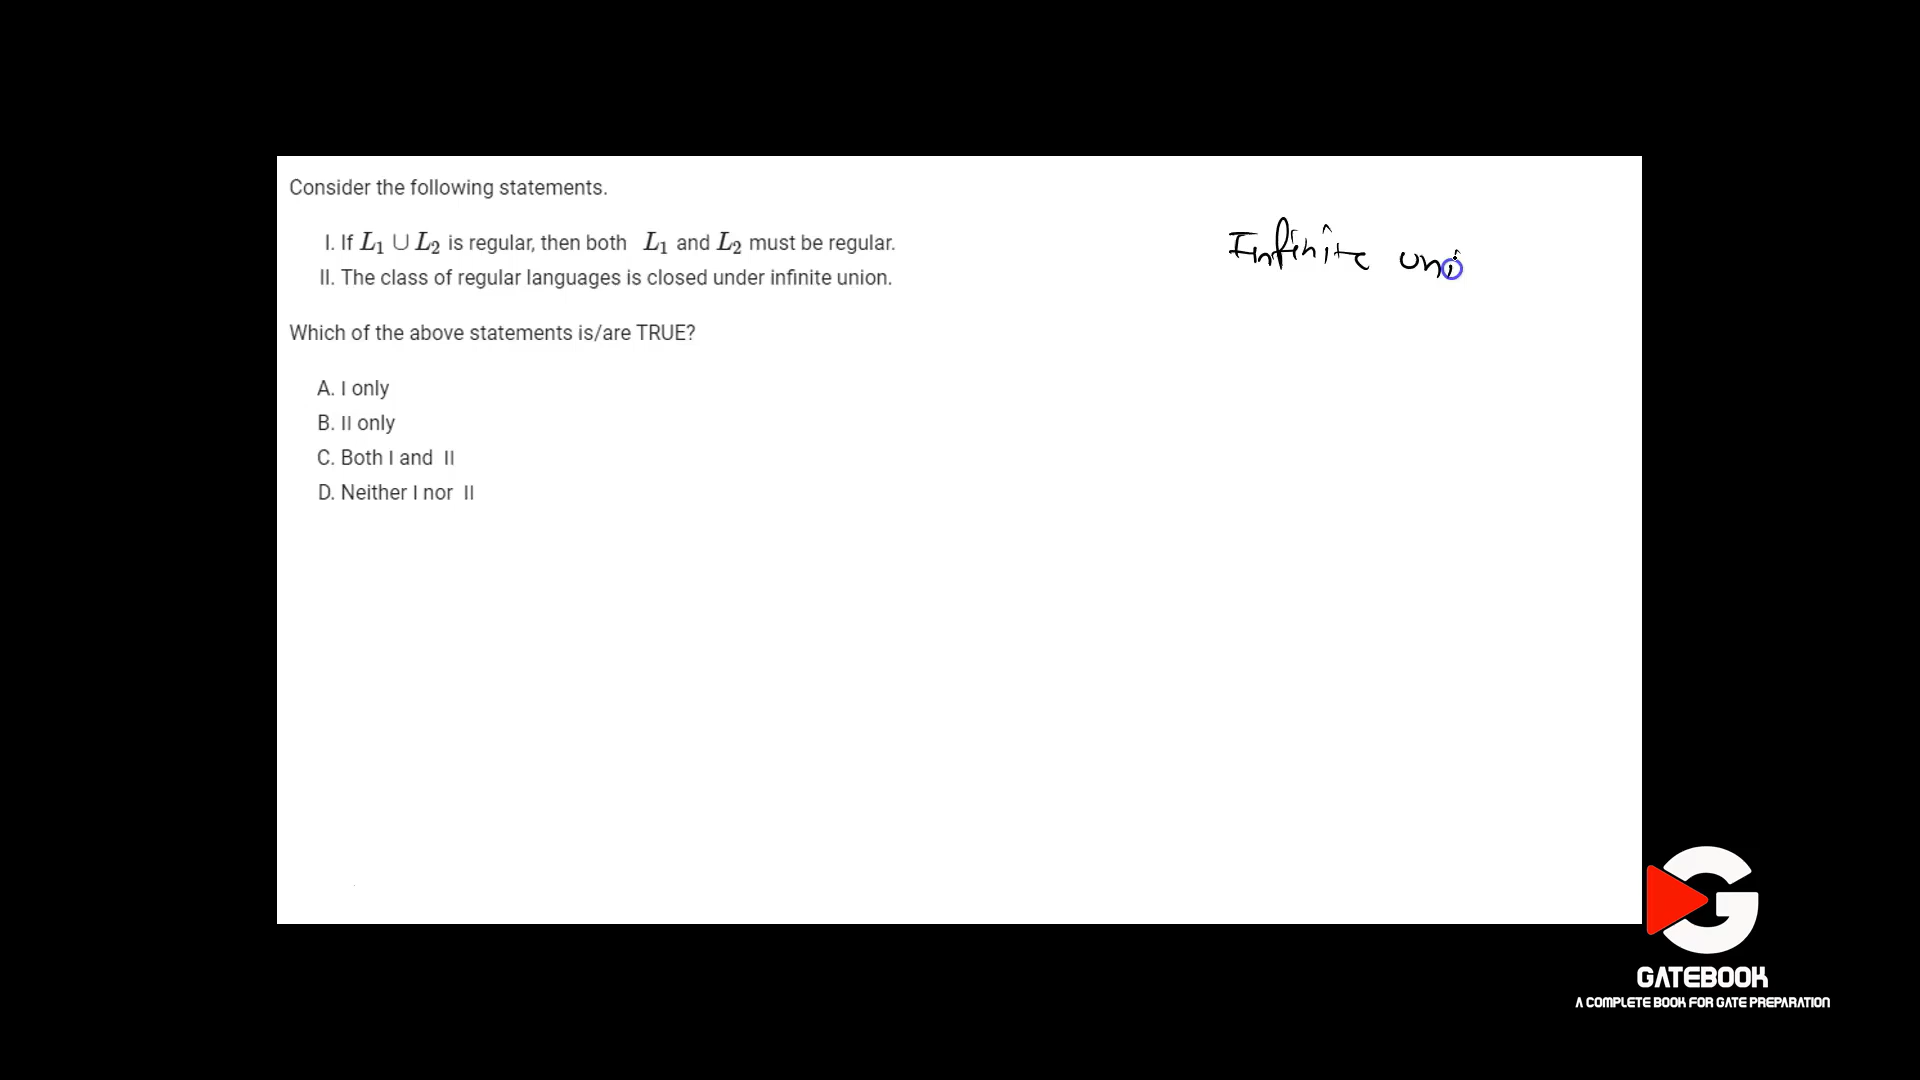 Consider the following statements.
I. If L₁ ∪ L₂ is regular, then both L₁ and L₂ must be regular.
II. The class of regular languages is closed under infinite union.
Which of the above statements is/are TRUE?
A. I only
B. II only
C. Both I and II
D. Neither I nor II
Infinite uni
GATEBOOK
A COMPLETE BOOK FOR GATE PREPARATION